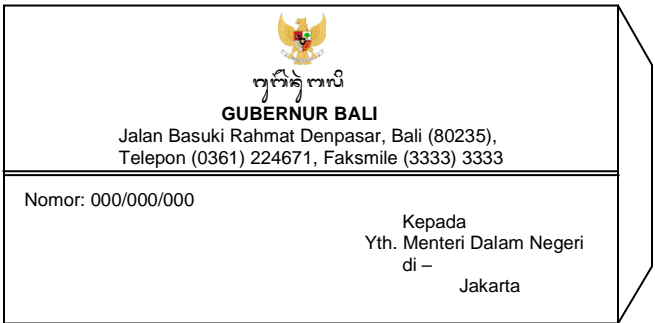 ᬕᬸᬩᬾᬃᬦᬸᬃᬩᬮᬶ
GUBERNUR BALI
Jalan Basuki Rahmat Denpasar, Bali (80235),
Telepon (0361) 224671, Faksmile (3333) 3333
Nomor: 000/000/000
Kepada
Yth. Menteri Dalam Negeri
di –
Jakarta